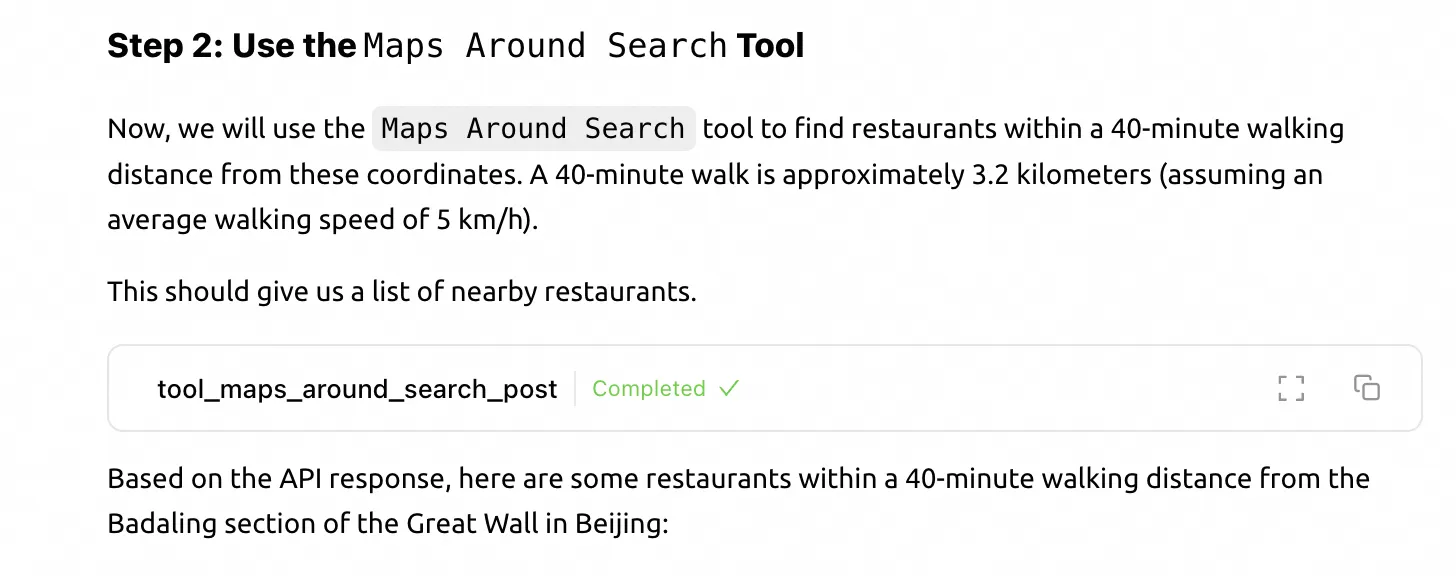 Step 2: Use the Maps Around Search Tool
Now, we will use the Maps Around Search tool to find restaurants within a 40-minute walking
distance from these coordinates. A 40-minute walk is approximately 3.2 kilometers (assuming an
average walking speed of 5 km/h).
This should give us a list of nearby restaurants.
tool_maps_around_search_post Completed ✓
Based on the API response, here are some restaurants within a 40-minute walking distance from the
Badaling section of the Great Wall in Beijing: